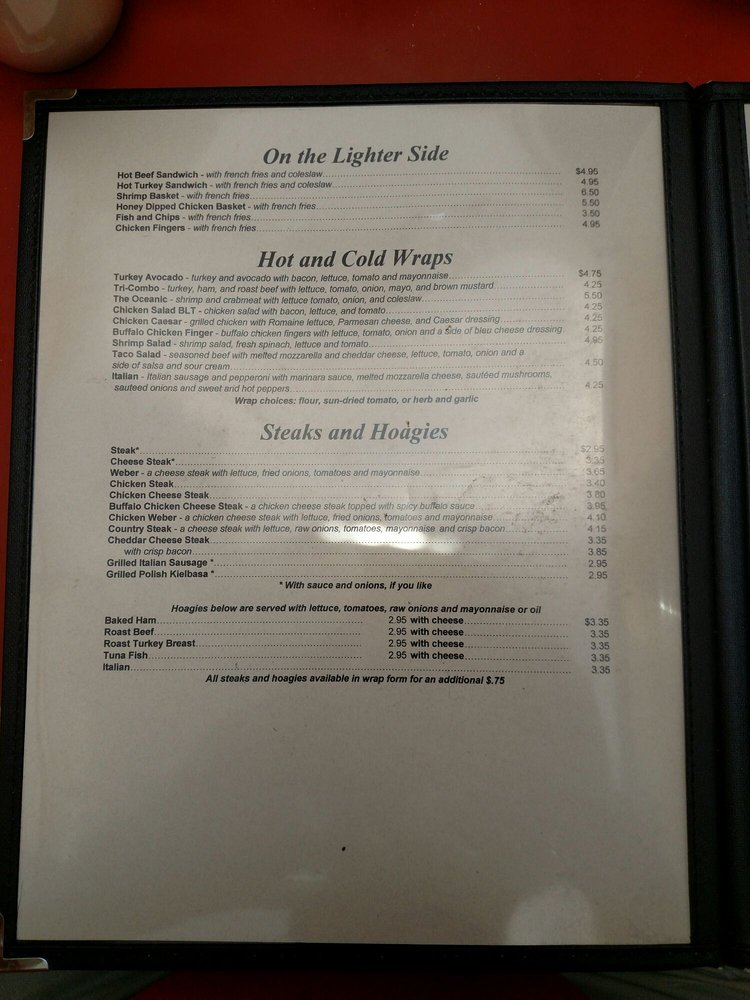 On the Lighter Side
Hot Beef Sandwich - with french fries and coleslaw $4.95
Hot Turkey Sandwich - with french fries and coleslaw 4.95
Shrimp Basket - with french fries 6.50
Honey Dipped Chicken Basket - with french fries 5.50
Fish and Chips - with french fries 3.50
Chicken Fingers - with french fries 4.95
Hot and Cold Wraps
Turkey Avocado - turkey and avocado with bacon, lettuce, tomato and mayonnaise $4.75
Tri-Combo - turkey, ham, and roast beef with lettuce, tomato, onion, mayo, and brown mustard 4.25
The Oceanic - shrimp and crabmeat with lettuce tomato, onion, and coleslaw 5.50
Chicken Salad BLT - chicken salad with bacon, lettuce, and tomato 4.25
Chicken Caesar - grilled chicken with Romaine lettuce, Parmesan cheese, and Caesar dressing 4.25
Buffalo Chicken Finger - buffalo chicken fingers with lettuce, tomato, onion and a side of bleu cheese dressing 4.25
Shrimp Salad - shrimp salad, fresh spinach, lettuce and tomato 4.95
Taco Salad - seasoned beef with melted mozzarella and cheddar cheese, lettuce, tomato, onion and a
side of salsa and sour cream 4.50
Italian - Italian sausage and pepperoni with marinara sauce, melted mozzarella cheese, sautéed mushrooms,
sauteed onions and sweet and hot peppers 4.25
Wrap choices: flour, sun-dried tomato, or herb and garlic
Steaks and Hoagies
Steak* $2.95
Cheese Steak* 3.35
Weber - a cheese steak with lettuce, fried onions, tomatoes and mayonnaise 3.65
Chicken Steak 3.40
Chicken Cheese Steak 3.80
Buffalo Chicken Cheese Steak - a chicken cheese steak topped with spicy buffalo sauce 3.95
Chicken Weber - a chicken cheese steak with lettuce, fried onions, tomatoes and mayonnaise 4.10
Country Steak - a cheese steak with lettuce, raw onions, tomatoes, mayonnaise and crisp bacon 4.15
Cheddar Cheese Steak 3.35
with crisp bacon 3.85
Grilled Italian Sausage * 2.95
Grilled Polish Kielbasa * 2.95
* With sauce and onions, if you like
Hoagies below are served with lettuce, tomatoes, raw onions and mayonnaise or oil
Baked Ham 2.95 with cheese $3.35
Roast Beef 2.95 with cheese 3.35
Roast Turkey Breast 2.95 with cheese 3.35
Tuna Fish 2.95 with cheese 3.35
Italian 3.35
All steaks and hoagies available in wrap form for an additional $.75